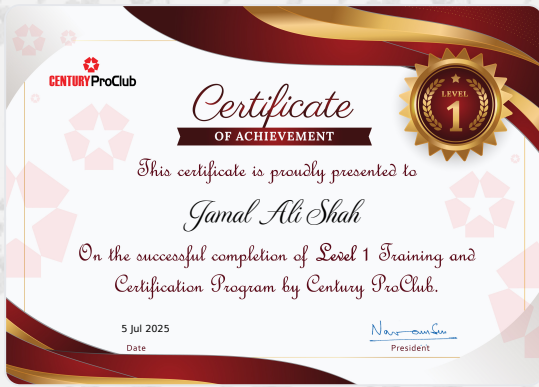 CENTURY ProClub
Certificate
OF ACHIEVEMENT
LEVEL
1
This certificate is proudly presented to
Jamal Ali Shah
On the successful completion of Level 1 Training and
Certification Program by Century ProClub.
5 Jul 2025
Date
President